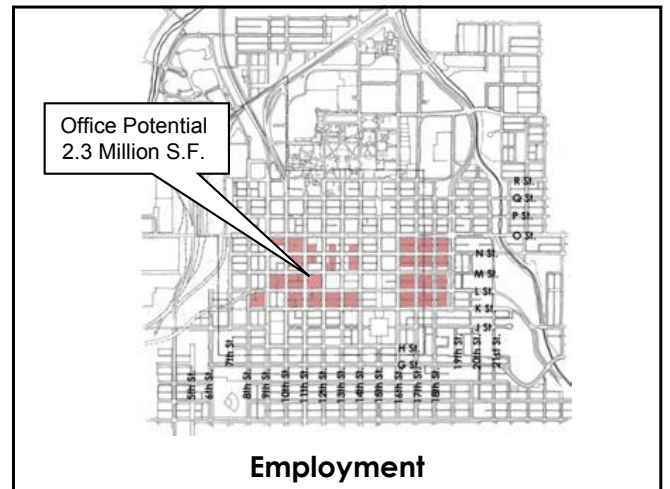 Office Potential
2.3 Million S.F.
R St.
Q St.
P St.
O St.
N St.
M St.
L St.
K St.
J St.
H St.
G St.
5th St.
6th St.
7th St.
8th St.
9th St.
10th St.
11th St.
12th St.
13th St.
14th St.
15th St.
16th St.
17th St.
18th St.
19th St.
20th St.
21st St.
Employment